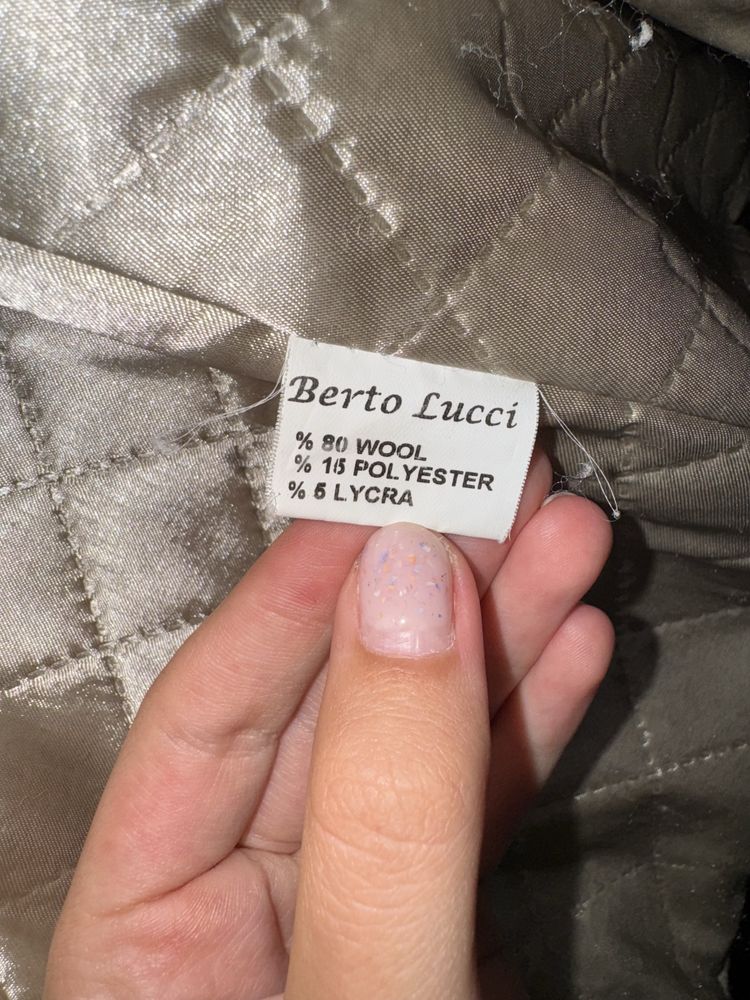 Berto Lucci
% 80 WOOL
% 15 POLYESTER
% 5 LYCRA